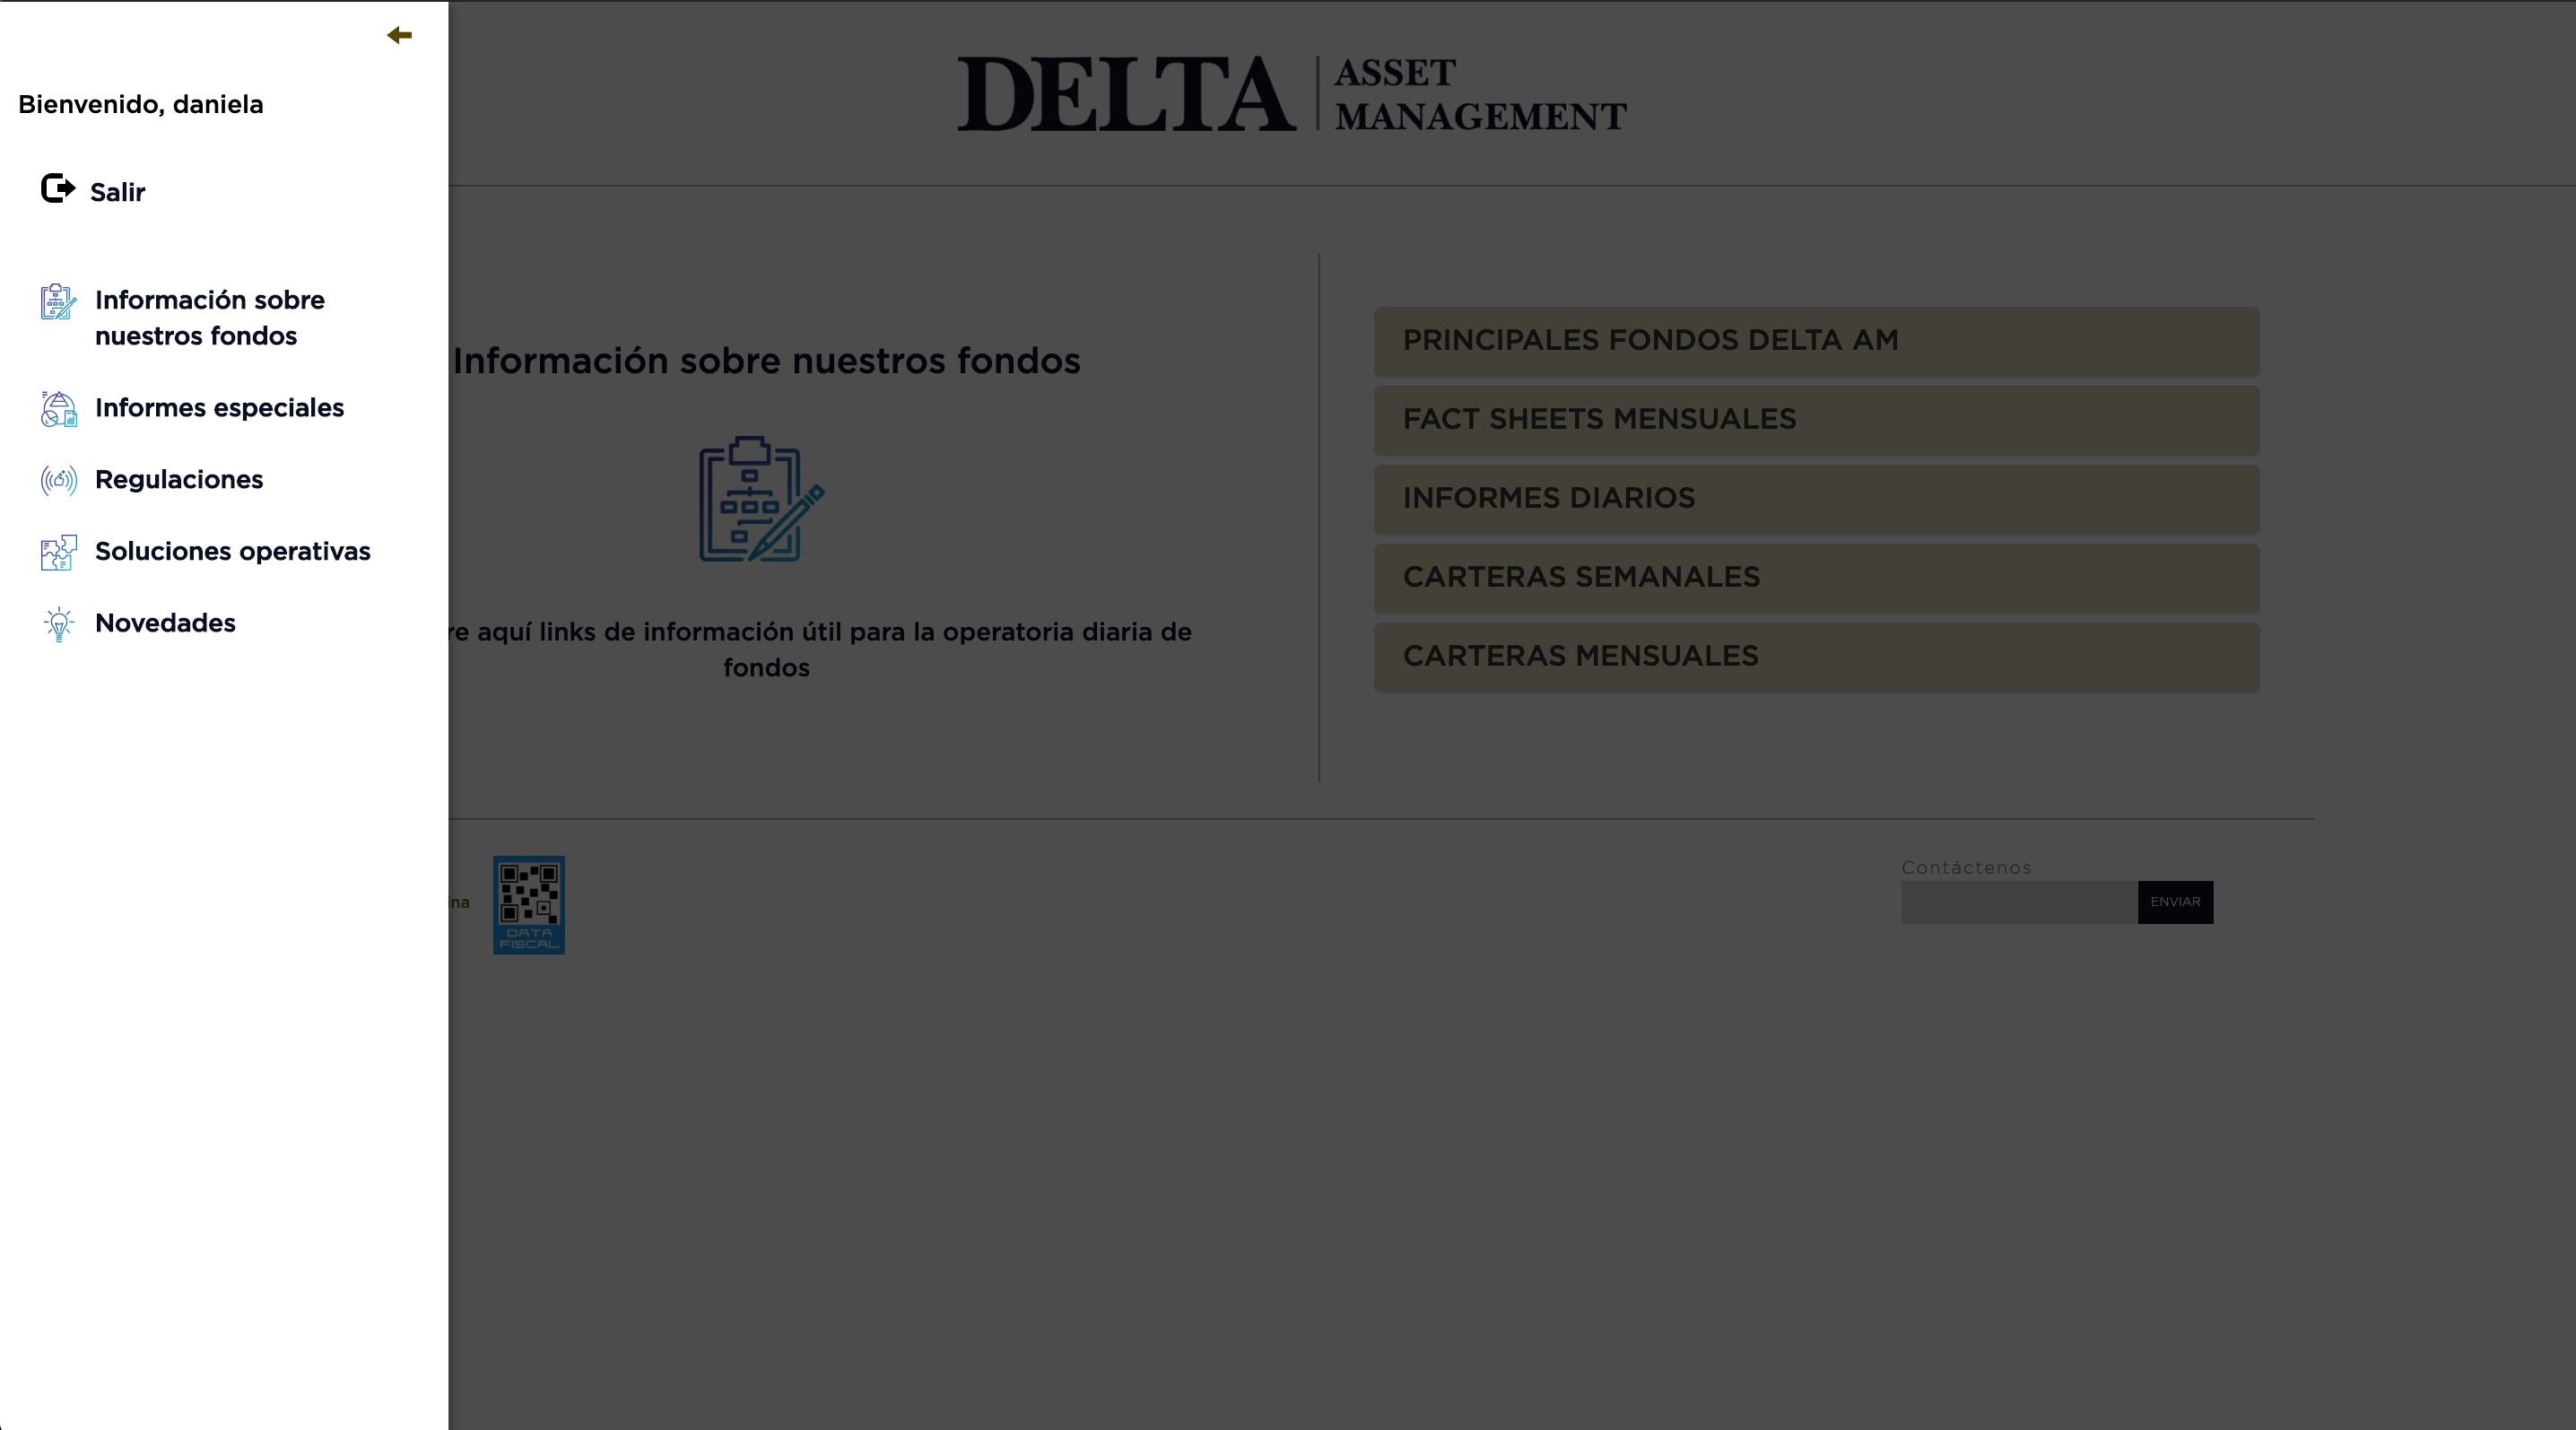 Bienvenido, daniela
Salir
Información sobre
nuestros fondos
Informes especiales
Regulaciones
Soluciones operativas
Novedades
DELTA
ASSET
MANAGEMENT
Información sobre nuestros fondos
aquí links de información útil para la operatoria diaria de
fondos
PRINCIPALES FONDOS DELTA AM
FACT SHEETS MENSUALES
INFORMES DIARIOS
CARTERAS SEMANALES
CARTERAS MENSUALES
DATA
FISCAL
Contáctenos
ENVIAR